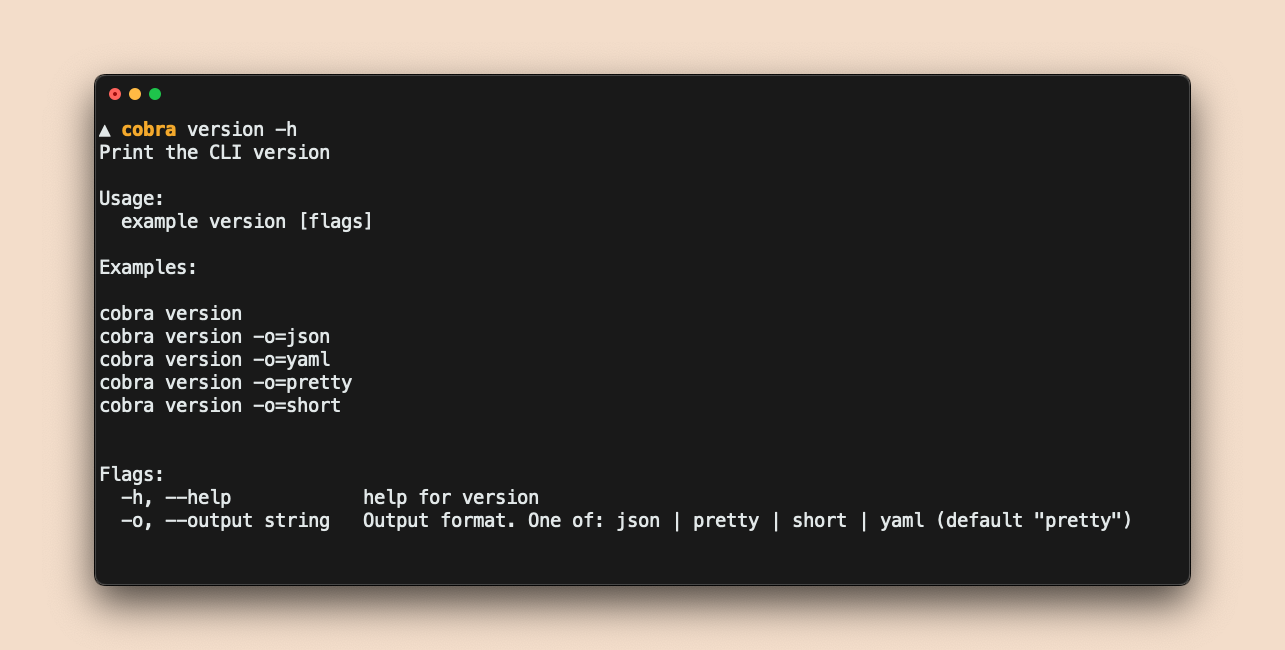 ▲ cobra version -h
Print the CLI version
Usage:
example version [flags]
Examples:
cobra version
cobra version -o=json
cobra version -o=yaml
cobra version -o=pretty
cobra version -o=short
Flags:
-h, --help help for version
-o, --output string Output format. One of: json | pretty | short | yaml (default "pretty")